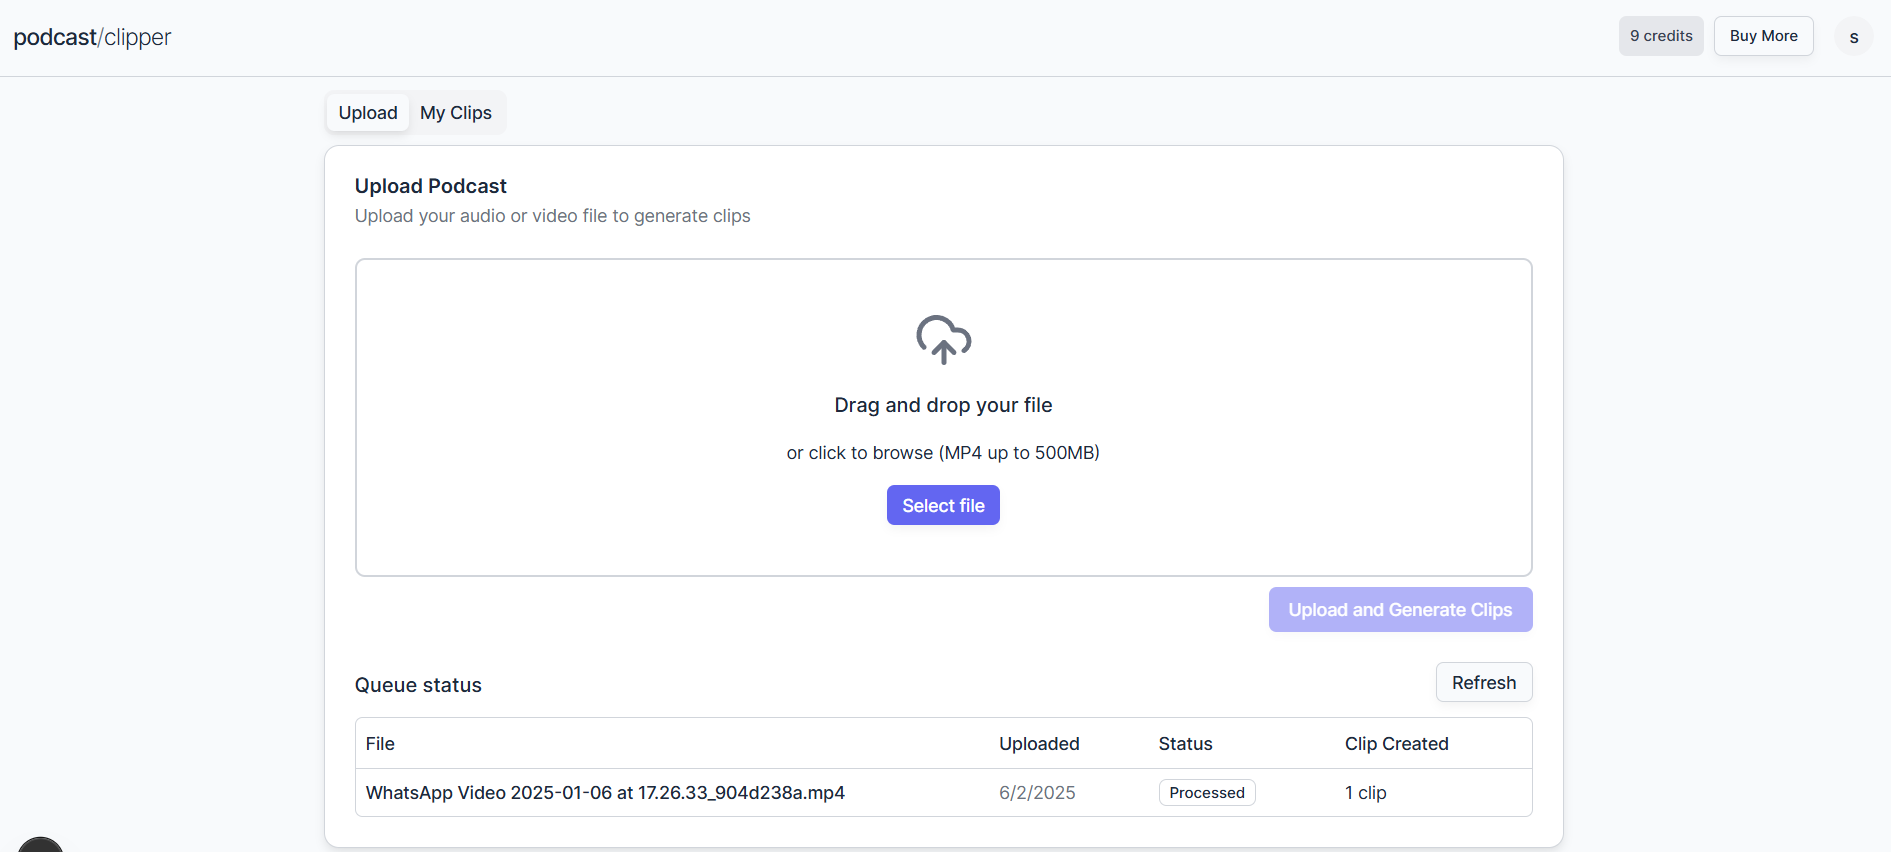 podcast/clipper
9 credits
Buy More
s
Upload
My Clips
Upload Podcast
Upload your audio or video file to generate clips
Drag and drop your file
or click to browse (MP4 up to 500MB)
Select file
Upload and Generate Clips
Queue status
Refresh
File Uploaded Status Clip Created
WhatsApp Video 2025-01-06 at 17.26.33_904d238a.mp4 6/2/2025 Processed 1 clip